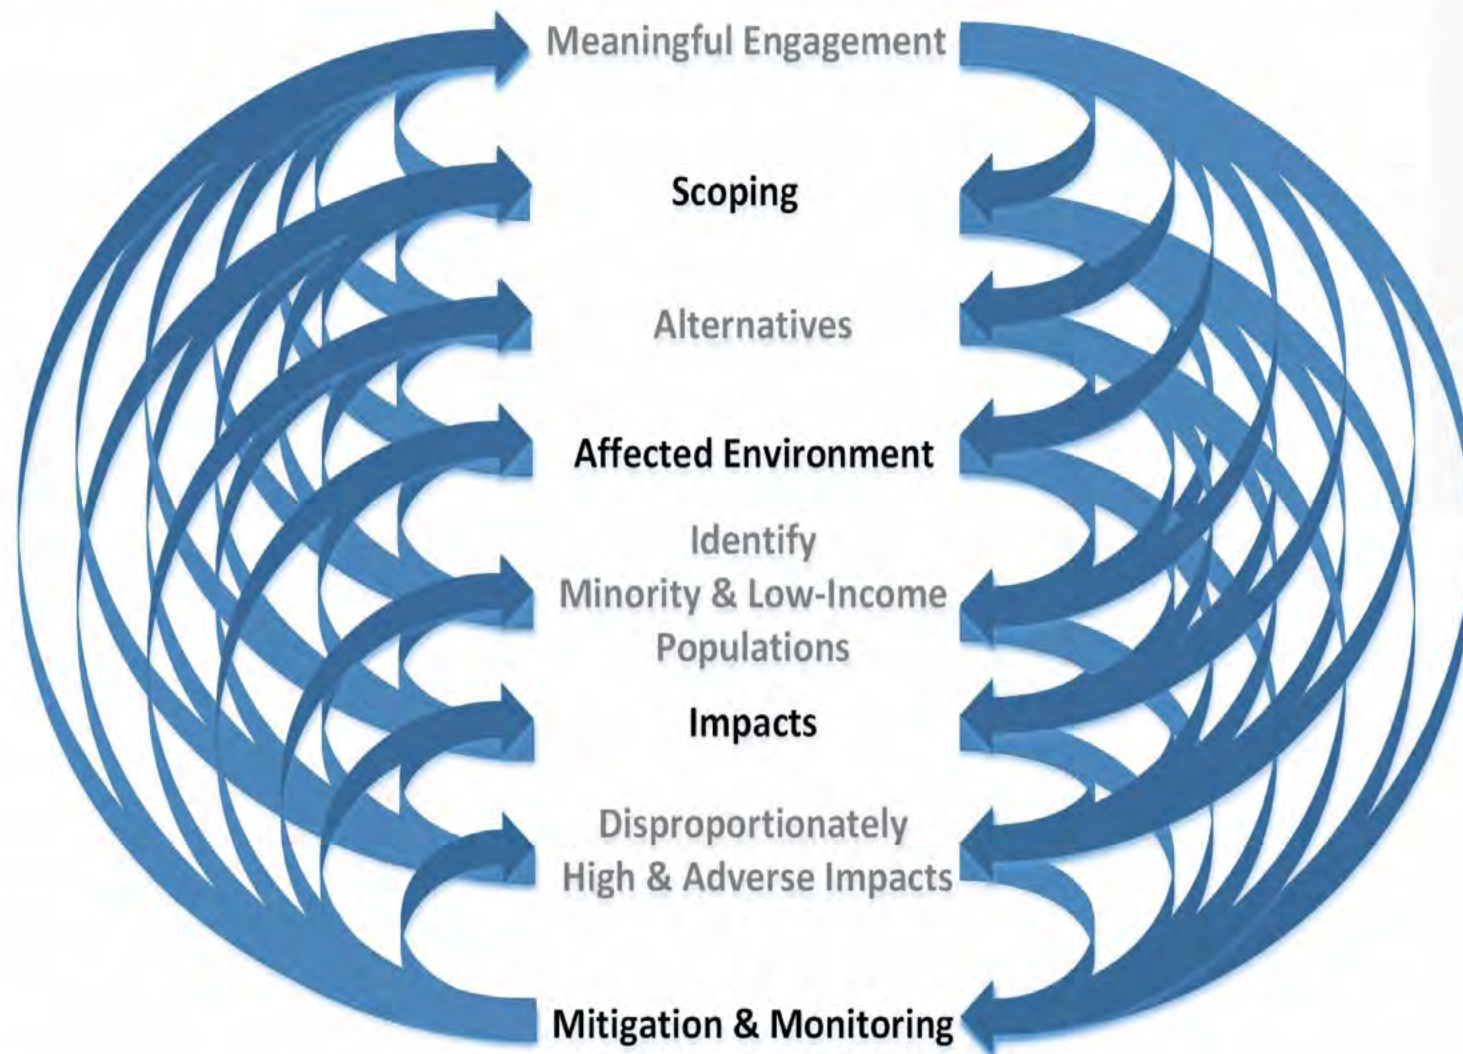 Meaningful Engagement
Scoping
Alternatives
Affected Environment
Identify
Minority & Low-Income
Populations
Impacts
Disproportionately
High & Adverse Impacts
Mitigation & Monitoring